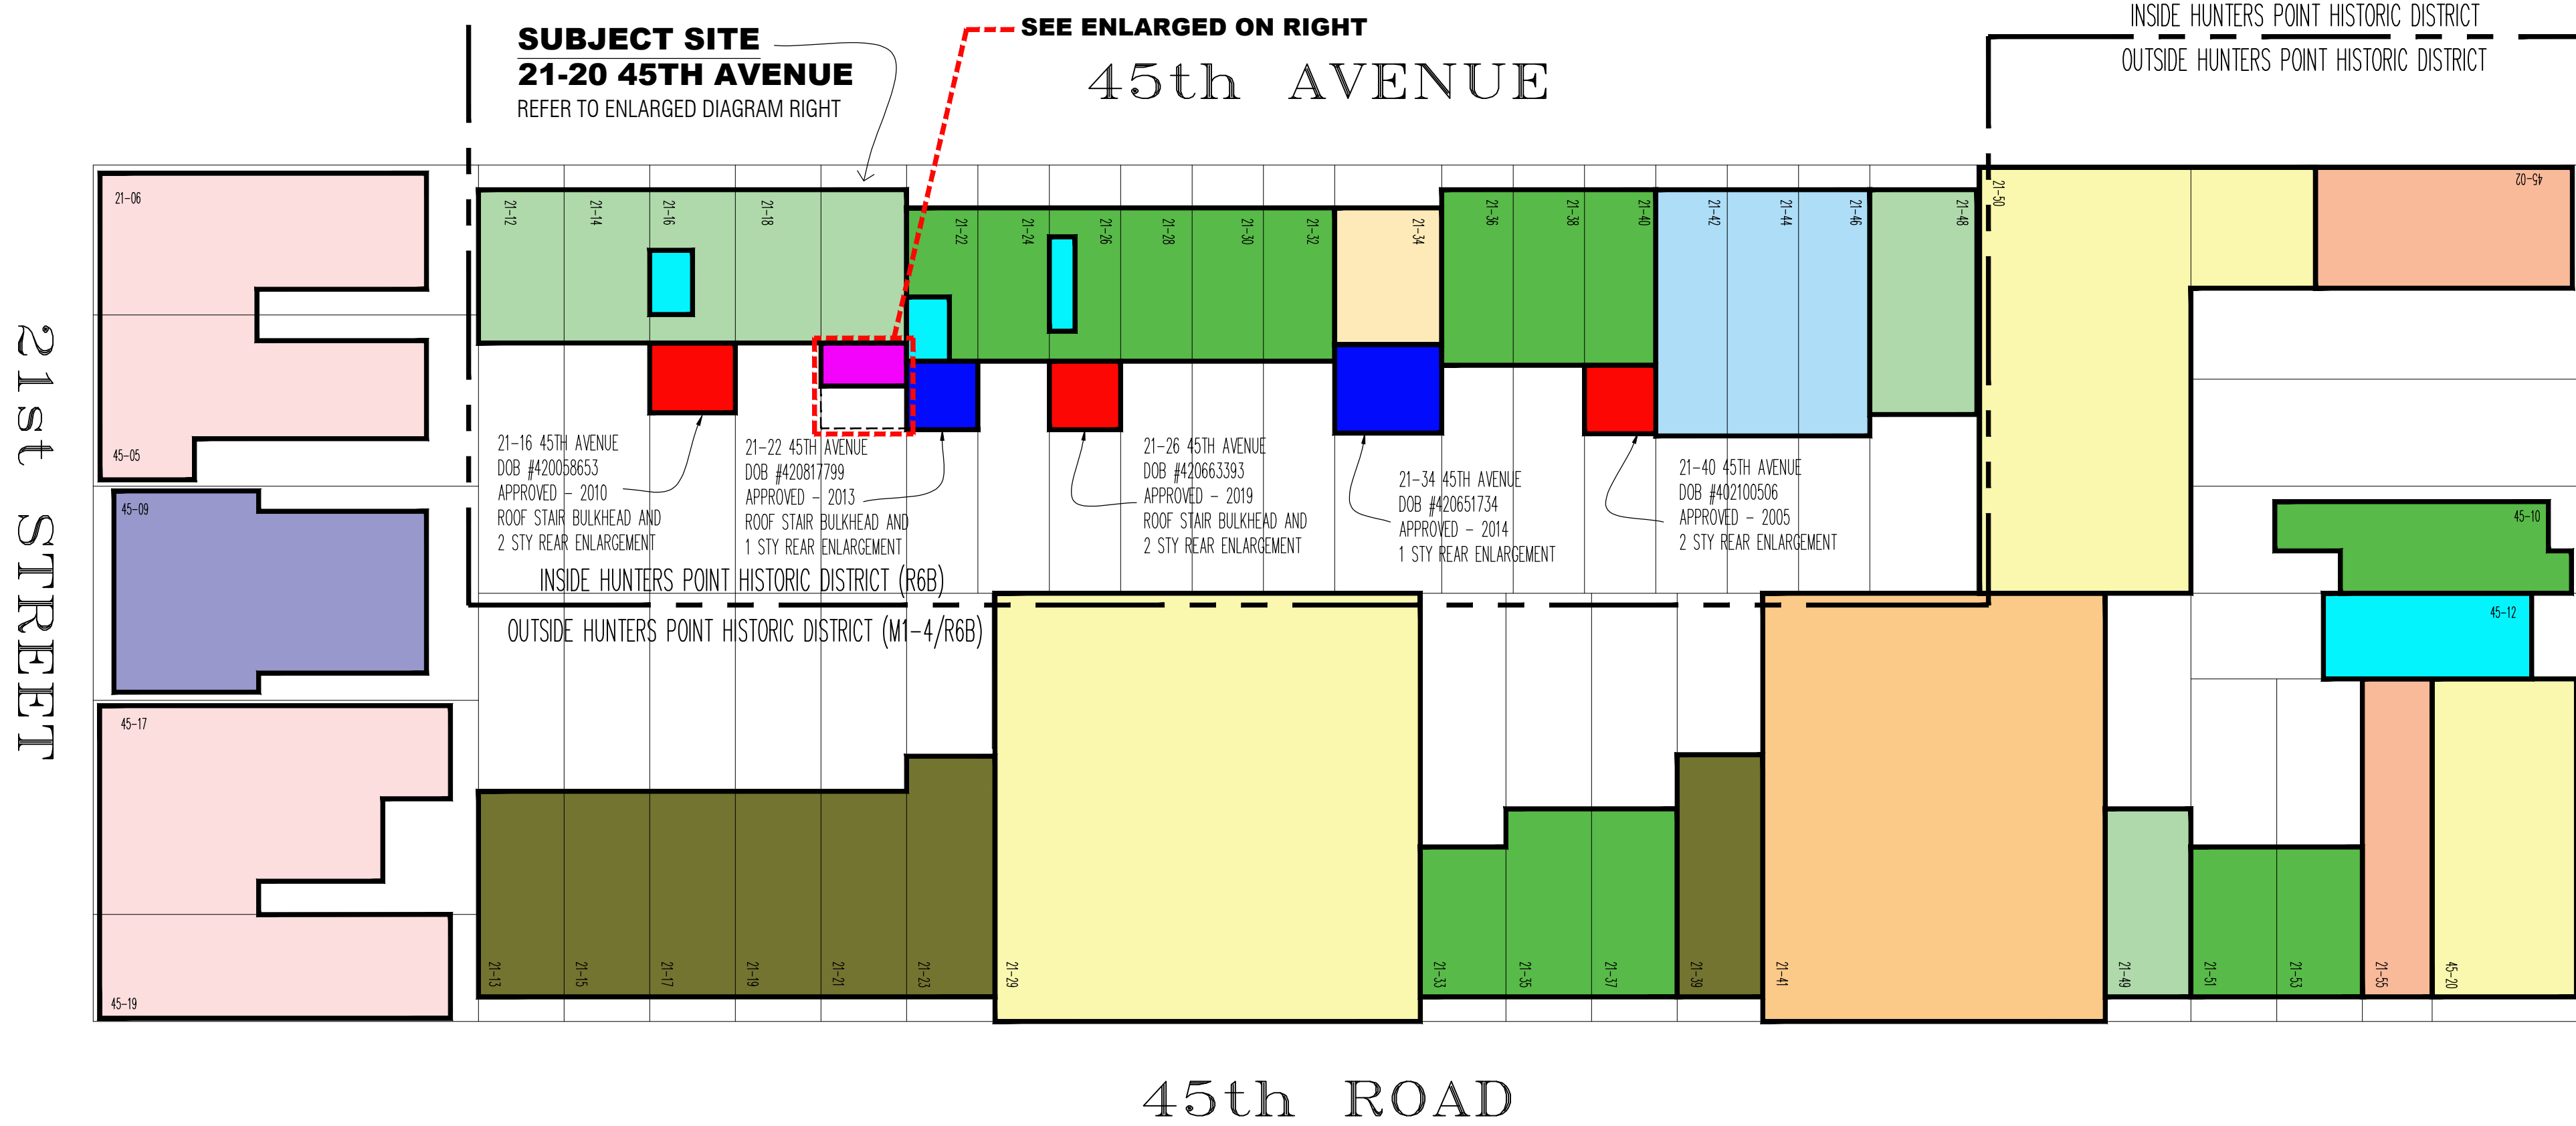 SUBJECT SITE
21-20 45TH AVENUE
REFER TO ENLARGED DIAGRAM RIGHT
SEE ENLARGED ON RIGHT
45th AVENUE
INSIDE HUNTERS POINT HISTORIC DISTRICT
OUTSIDE HUNTERS POINT HISTORIC DISTRICT
21st STREET
21-06
45-05
45-09
45-17
45-19
21-12
21-14
21-16
21-18
21-22
21-24
21-26
21-28
21-30
21-32
21-34
21-36
21-38
21-40
21-42
21-44
21-46
21-48
21-50
45-02
21-16 45TH AVENUE
DOB #420058653
APPROVED - 2010
ROOF STAIR BULKHEAD AND
2 STY REAR ENLARGEMENT
21-22 45TH AVENUE
DOB #420817799
APPROVED - 2013
ROOF STAIR BULKHEAD AND
1 STY REAR ENLARGEMENT
21-26 45TH AVENUE
DOB #420663393
APPROVED - 2019
ROOF STAIR BULKHEAD AND
2 STY REAR ENLARGEMENT
21-34 45TH AVENUE
DOB #420651734
APPROVED - 2014
1 STY REAR ENLARGEMENT
21-40 45TH AVENUE
DOB #402100506
APPROVED - 2005
2 STY REAR ENLARGEMENT
INSIDE HUNTERS POINT HISTORIC DISTRICT (R6B)
OUTSIDE HUNTERS POINT HISTORIC DISTRICT (M1-4/R6B)
45-10
45-12
21-13
21-15
21-17
21-19
21-21
21-23
21-29
21-33
21-35
21-37
21-39
21-41
21-49
21-51
21-53
21-55
45-20
45th ROAD